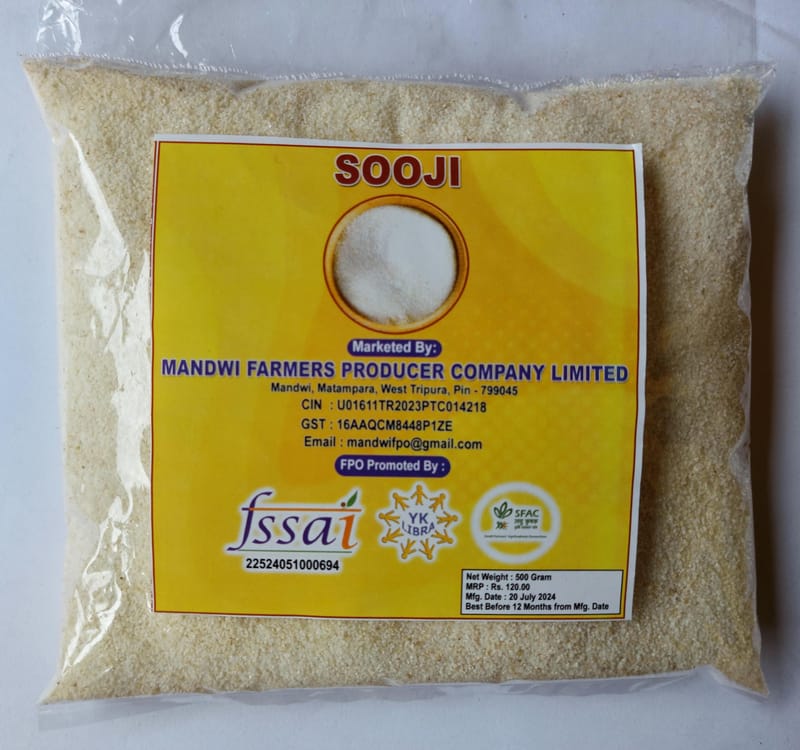 SOOJI
Marketed By:
MANDWI FARMERS PRODUCER COMPANY LIMITED
Mandwi, Matampara, West Tripura, Pin - 799045
CIN : U01611TR2023PTC014218
GST : 16AAQCM8448P1ZE
Email : mandwifpo@gmail.com
FPO Promoted By :
fssai
22524051000694
YK
LIBRA
SFAC
Net Weight : 500 Gram
MRP : Rs. 120.00
Mfg. Date : 20 July 2024
Best Before 12 Months from Mfg. Date